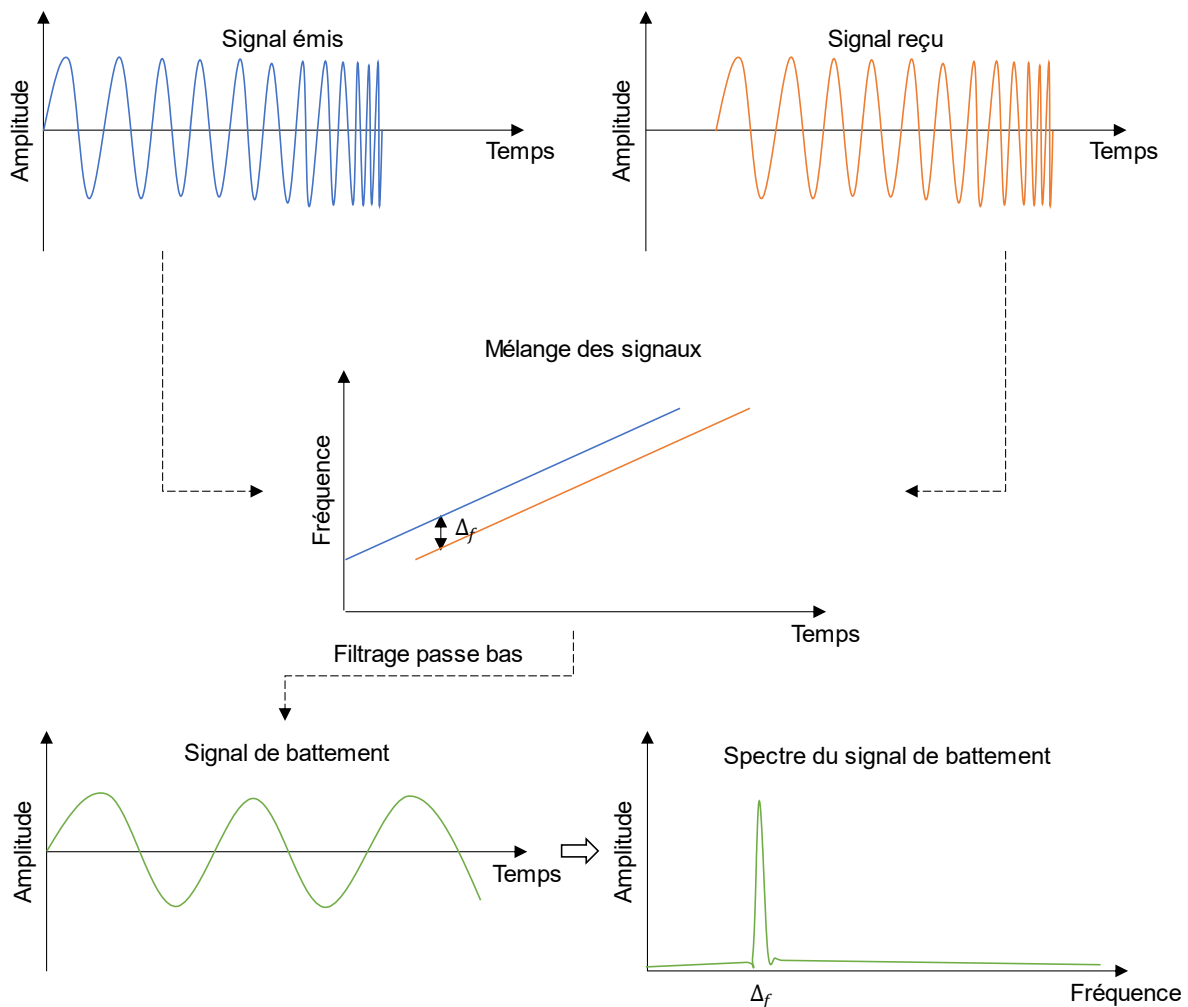 Signal émis
Amplitude
Temps
Signal reçu
Amplitude
Temps
Mélange des signaux
Fréquence
Δf
Temps
Filtrage passe bas
Signal de battement
Amplitude
Temps
Spectre du signal de battement
Amplitude
Δf
Fréquence